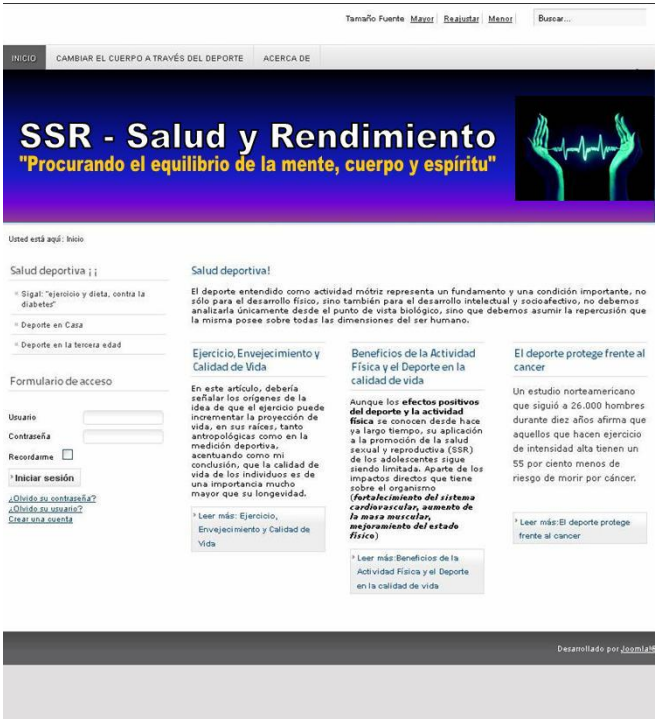 Tamaño Fuente Mayor Reajustar Menor Buscar...
INICIO CAMBIAR EL CUERPO A TRAVÉS DEL DEPORTE ACERCA DE
SSR - Salud y Rendimiento
"Procurando el equilibrio de la mente, cuerpo y espíritu"
Usted está aquí: Inicio
Salud deportiva ¡ ¡
Sigal: "ejercicio y dieta, contra la
diabetes"
Deporte en Casa
Deporte en la tercera edad
Formulario de acceso
Usuario
Contraseña
Recordarme
Iniciar sesión
¿Olvido su contraseña?
¿Olvido su usuario?
Crear una cuenta
Salud deportiva!
El deporte entendido como actividad mótriz representa un fundamento y una condición importante, no
sólo para el desarrollo físico, sino también para el desarrollo intelectual y socioafectivo, no debemos
analizarla únicamente desde el punto de vista biológico, sino que debemos asumir la repercusión que
la misma posee sobre todas las dimensiones del ser humano.
Ejercicio, Envejecimiento y
Calidad de Vida
En este artículo, debería
señalar los orígenes de la
idea de que el ejercicio puede
incrementar la proyección de
vida, en sus raíces, tanto
antropológicas como en la
medición deportiva,
acentuando como mi
conclusión, que la calidad de
vida de los individuos es de
una importancia mucho
mayor que su longevidad.
Leer más: Ejercicio,
Envejecimiento y Calidad de
Vida
Beneficios de la Actividad
Física y el Deporte en la
calidad de vida
Aunque los efectos positivos
del deporte y la actividad
física se conocen desde hace
ya largo tiempo, su aplicación
a la promoción de la salud
sexual y reproductiva (SSR)
de los adolescentes sigue
siendo limitada. Aparte de los
impactos directos que tiene
sobre el organismo
(fortalecimiento del sistema
cardiovascular, aumento de
la masa muscular,
mejoramiento del estado
físico)
Leer más:Beneficios de la
Actividad Física y el Deporte
en la calidad de vida
El deporte protege frente al
cancer
Un estudio norteamericano
que siguió a 26.000 hombres
durante diez años afirma que
aquellos que hacen ejercicio
de intensidad alta tienen un
55 por ciento menos de
riesgo de morir por cáncer.
Leer más:El deporte protege
frente al cancer
Desarrollado por Joomla!®